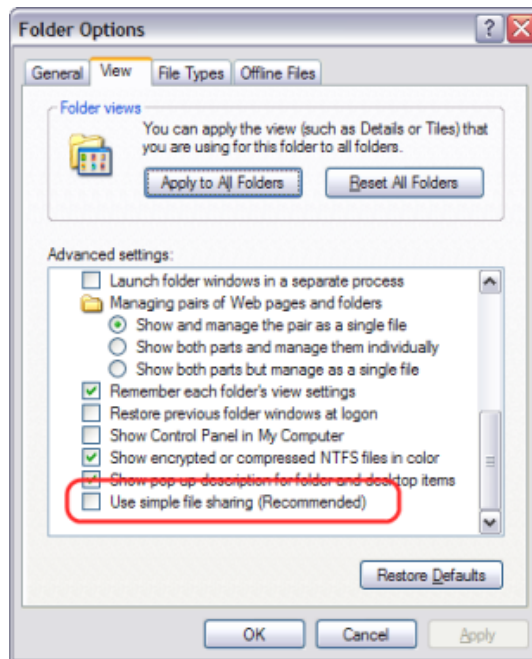 Folder Options
General View File Types Offline Files
Folder views
You can apply the view (such as Details or Tiles) that
you are using for this folder to all folders.
Apply to All Folders Reset All Folders
Advanced settings:
Launch folder windows in a separate process
Managing pairs of Web pages and folders
Show and manage the pair as a single file
Show both parts and manage them individually
Show both parts but manage as a single file
Remember each folder's view settings
Restore previous folder windows at logon
Show Control Panel in My Computer
Show encrypted or compressed NTFS files in color
Show pop-up description for folder and desktop items
Use simple file sharing (Recommended)
Restore Defaults
OK Cancel Apply